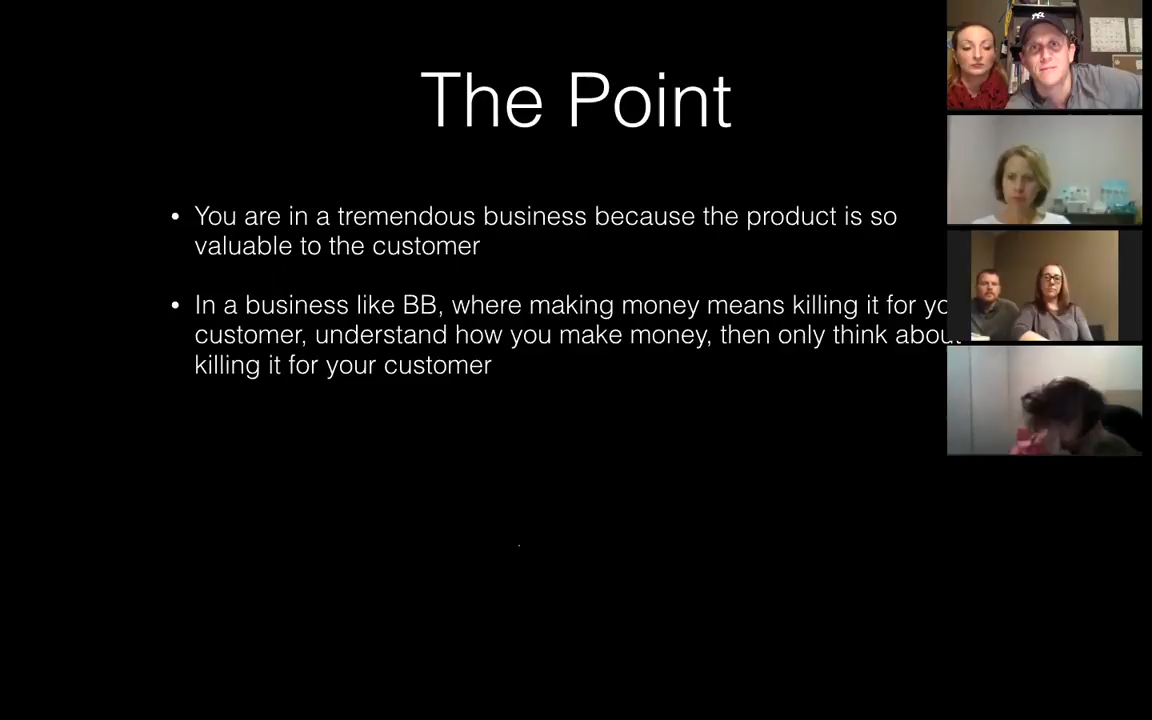 The Point
• You are in a tremendous business because the product is so
valuable to the customer
• In a business like BB, where making money means killing it for yo
customer, understand how you make money, then only think about
killing it for your customer